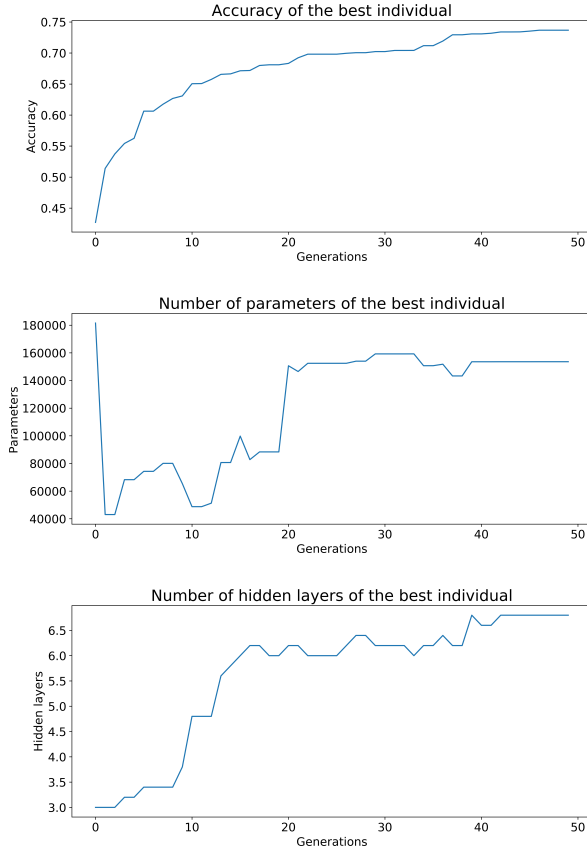 Accuracy of the best individual
0.75
0.70
0.65
0.60
0.55
0.50
0.45
Accuracy
0 10 20 30 40 50
Generations
Number of parameters of the best individual
180000
160000
140000
120000
100000
80000
60000
40000
Parameters
0 10 20 30 40 50
Generations
Number of hidden layers of the best individual
6.5
6.0
5.5
5.0
4.5
4.0
3.5
3.0
Hidden layers
0 10 20 30 40 50
Generations